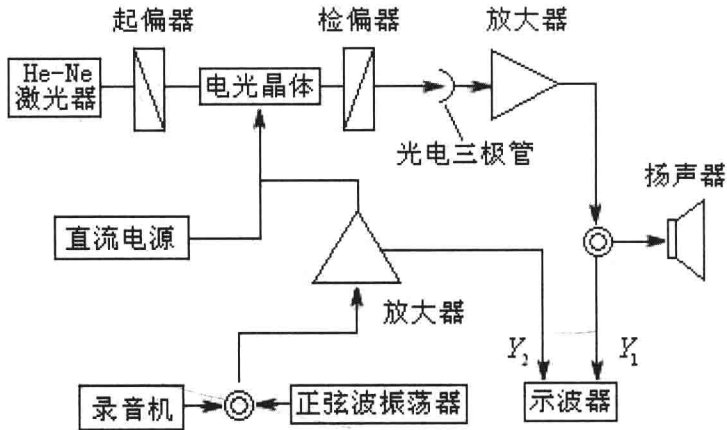 起偏器
检偏器
放大器
He-Ne
激光器
电光晶体
光电三极管
扬声器
直流电源
放大器
Y₂
Y₁
录音机
正弦波振荡器
示波器